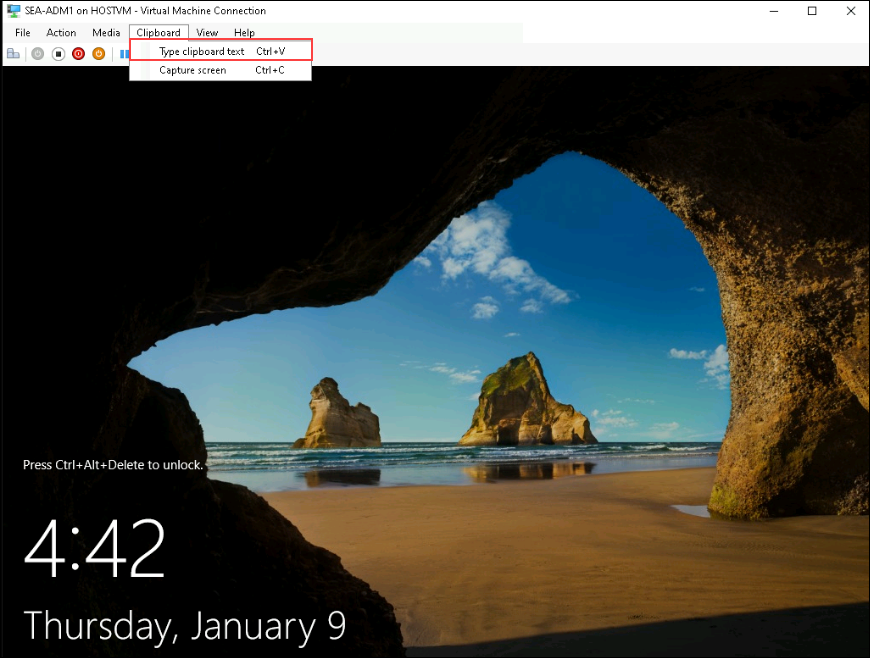 SEA-ADM1 on HOSTVM - Virtual Machine Connection
File Action Media Clipboard View Help
Type clipboard text Ctrl+V
Capture screen Ctrl+C
Press Ctrl+Alt+Delete to unlock.
4:42
Thursday, January 9